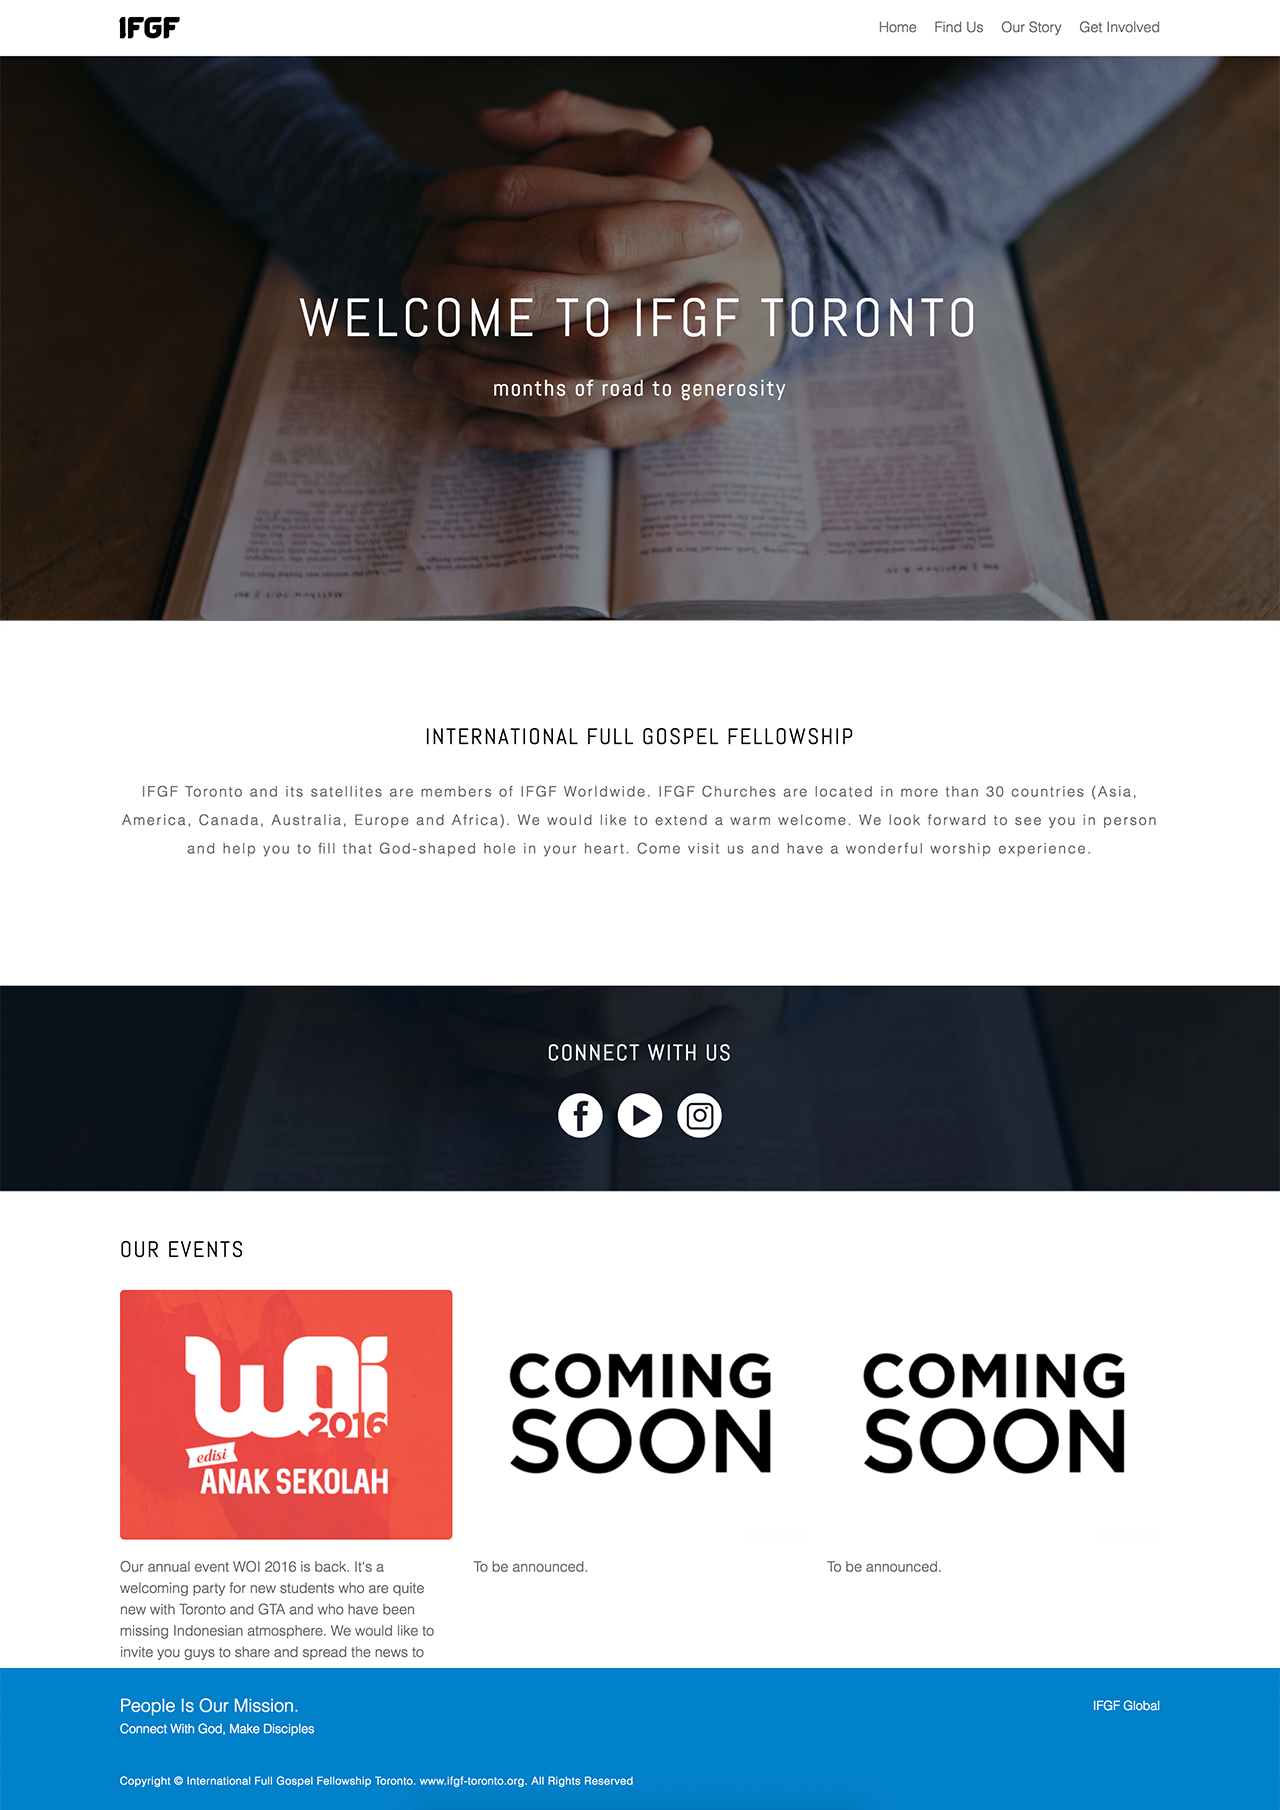 IFGF
Home Find Us Our Story Get Involved
WELCOME TO IFGF TORONTO
months of road to generosity
INTERNATIONAL FULL GOSPEL FELLOWSHIP
IFGF Toronto and its satellites are members of IFGF Worldwide. IFGF Churches are located in more than 30 countries (Asia,
America, Canada, Australia, Europe and Africa). We would like to extend a warm welcome. We look forward to see you in person
and help you to fill that God-shaped hole in your heart. Come visit us and have a wonderful worship experience.
CONNECT WITH US
OUR EVENTS
WOI
2016
edisi
ANAK SEKOLAH
Our annual event WOI 2016 is back. It's a
welcoming party for new students who are quite
new with Toronto and GTA and who have been
missing Indonesian atmosphere. We would like to
invite you guys to share and spread the news to
COMING
SOON
To be announced.
COMING
SOON
To be announced.
People Is Our Mission.
Connect With God, Make Disciples
IFGF Global
Copyright © International Full Gospel Fellowship Toronto. www.ifgf-toronto.org. All Rights Reserved